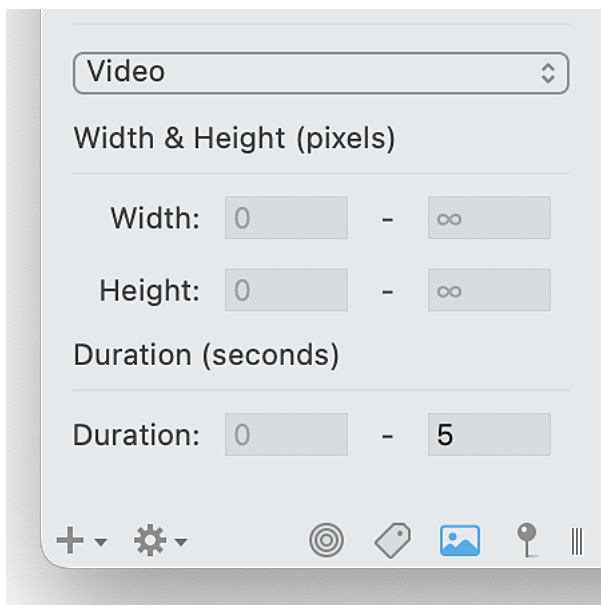 Video
Width & Height (pixels)
Width: 0 - ∞
Height: 0 - ∞
Duration (seconds)
Duration: 0 - 5